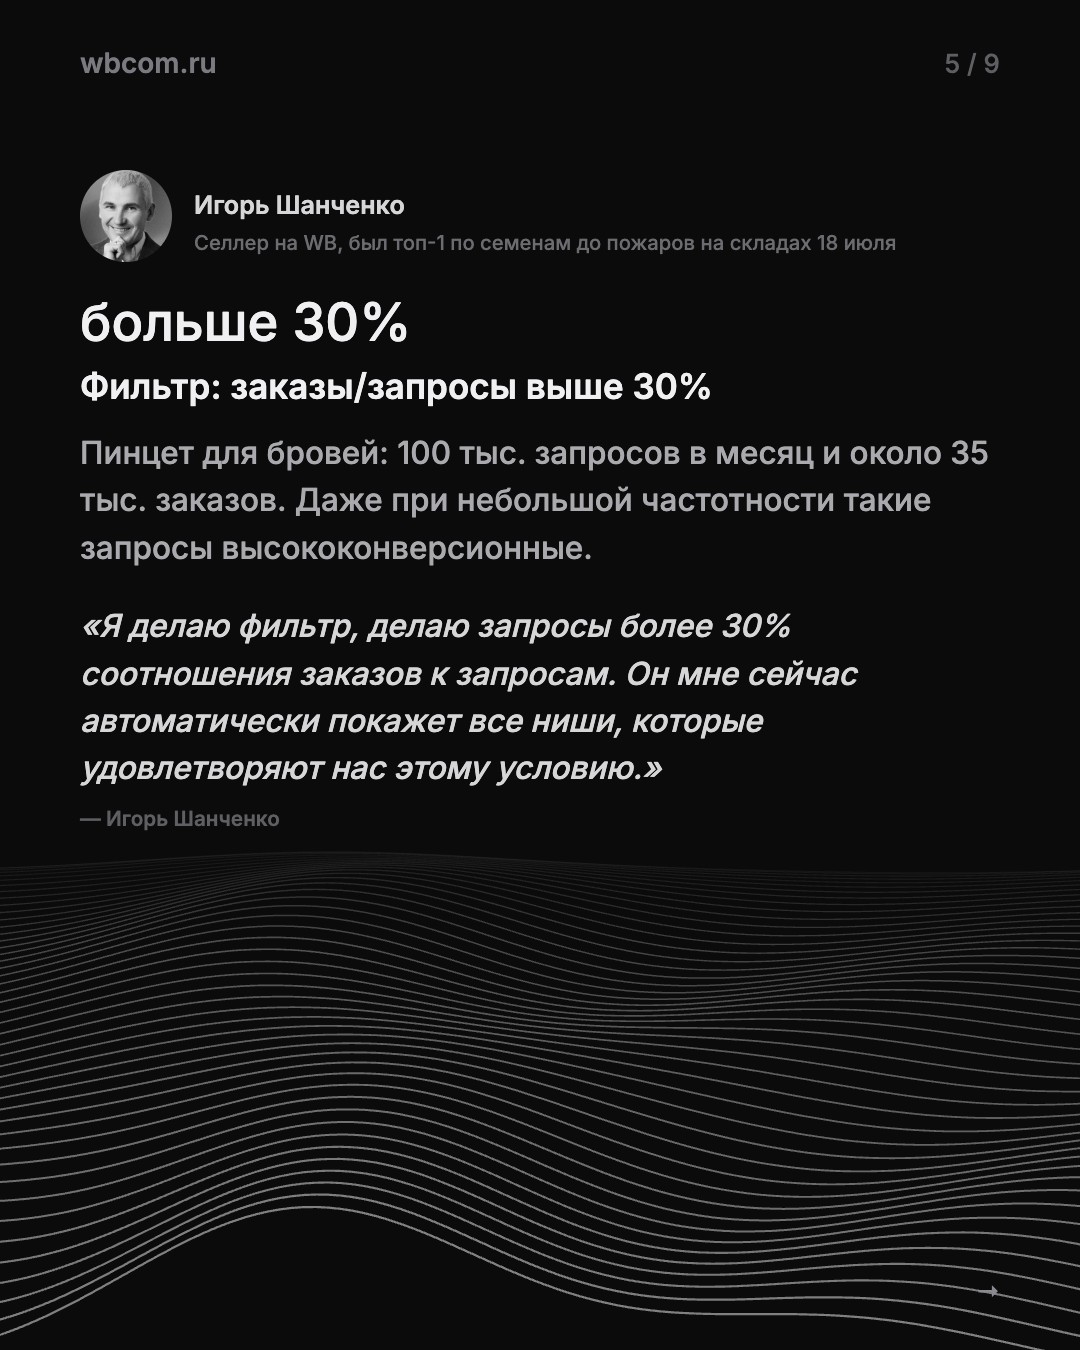 wbcom.ru
5 / 9
Игорь Шанченко
Селлер на WB, был топ-1 по семенам до пожаров на складах 18 июля
больше 30%
Фильтр: заказы/запросы выше 30%
Пинцет для бровей: 100 тыс. запросов в месяц и около 35
тыс. заказов. Даже при небольшой частотности такие
запросы высококонверсионные.
«Я делаю фильтр, делаю запросы более 30%
соотношения заказов к запросам. Он мне сейчас
автоматически покажет все ниши, которые
удовлетворяют нас этому условию.»
— Игорь Шанченко